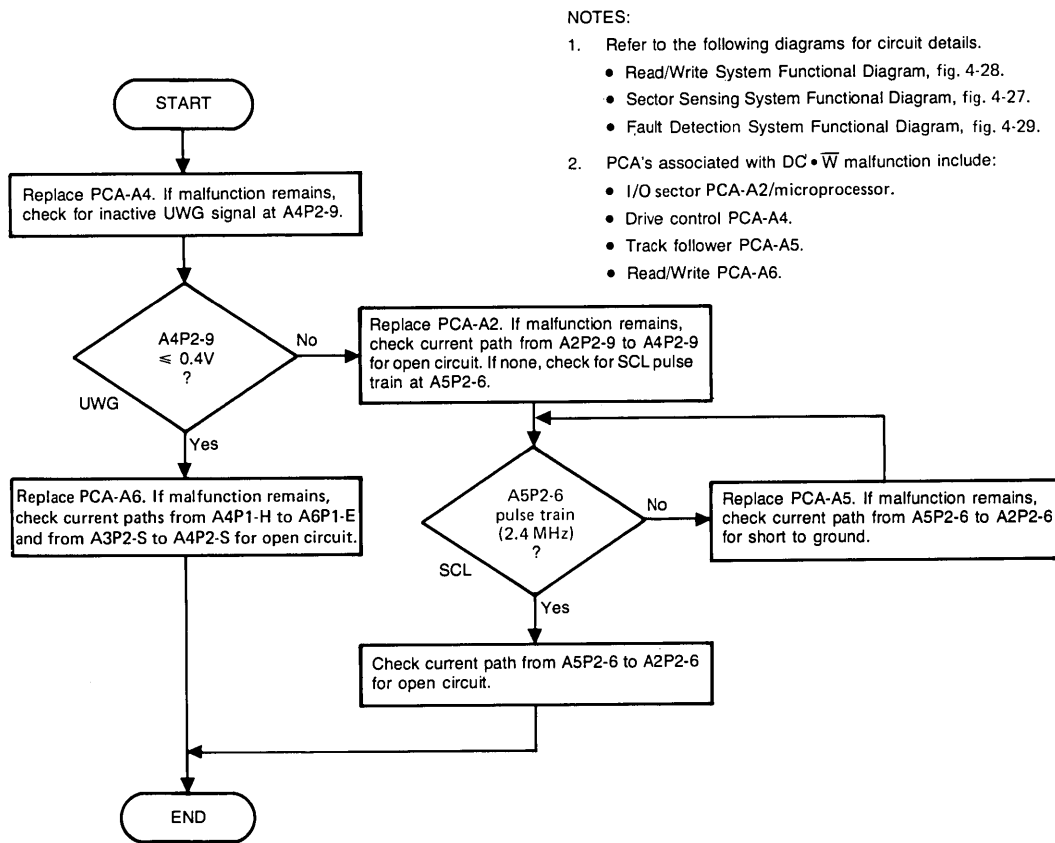 NOTES:
1. Refer to the following diagrams for circuit details.
• Read/Write System Functional Diagram, fig. 4-28.
• Sector Sensing System Functional Diagram, fig. 4-27.
• Fault Detection System Functional Diagram, fig. 4-29.
2. PCA's associated with DC • W̅ malfunction include:
• I/O sector PCA-A2/microprocessor.
• Drive control PCA-A4.
• Track follower PCA-A5.
• Read/Write PCA-A6.
START
Replace PCA-A4. If malfunction remains,
check for inactive UWG signal at A4P2-9.
A4P2-9
≤ 0.4V
?
UWG
No
Yes
Replace PCA-A2. If malfunction remains,
check current path from A2P2-9 to A4P2-9
for open circuit. If none, check for SCL pulse
train at A5P2-6.
Replace PCA-A6. If malfunction remains,
check current paths from A4P1-H to A6P1-E
and from A3P2-S to A4P2-S for open circuit.
A5P2-6
pulse train
(2.4 MHz)
?
SCL
No
Yes
Replace PCA-A5. If malfunction remains,
check current path from A5P2-6 to A2P2-6
for short to ground.
Check current path from A5P2-6 to A2P2-6
for open circuit.
END